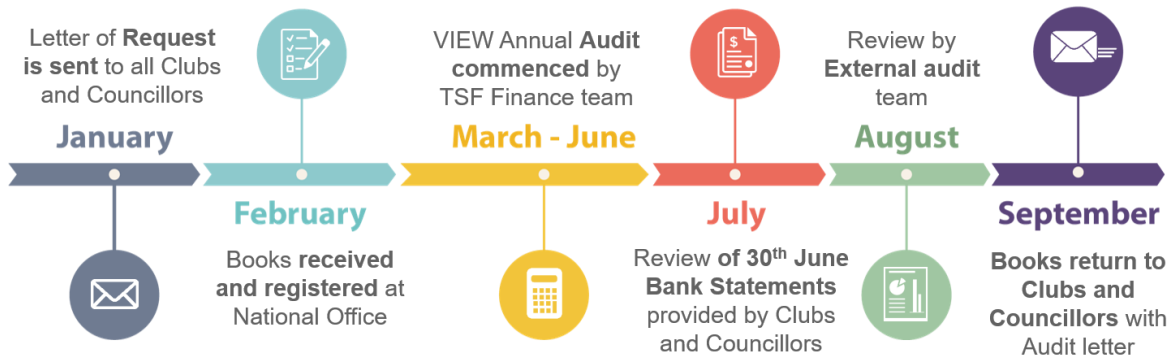 Letter of Request
is sent to all Clubs
and Councillors
January
February
Books received
and registered at
National Office
VIEW Annual Audit
commenced by
TSF Finance team
March - June
$
July
Review of 30th June
Bank Statements
provided by Clubs
and Councillors
Review by
External audit
team
August
September
Books return to
Clubs and
Councillors with
Audit letter